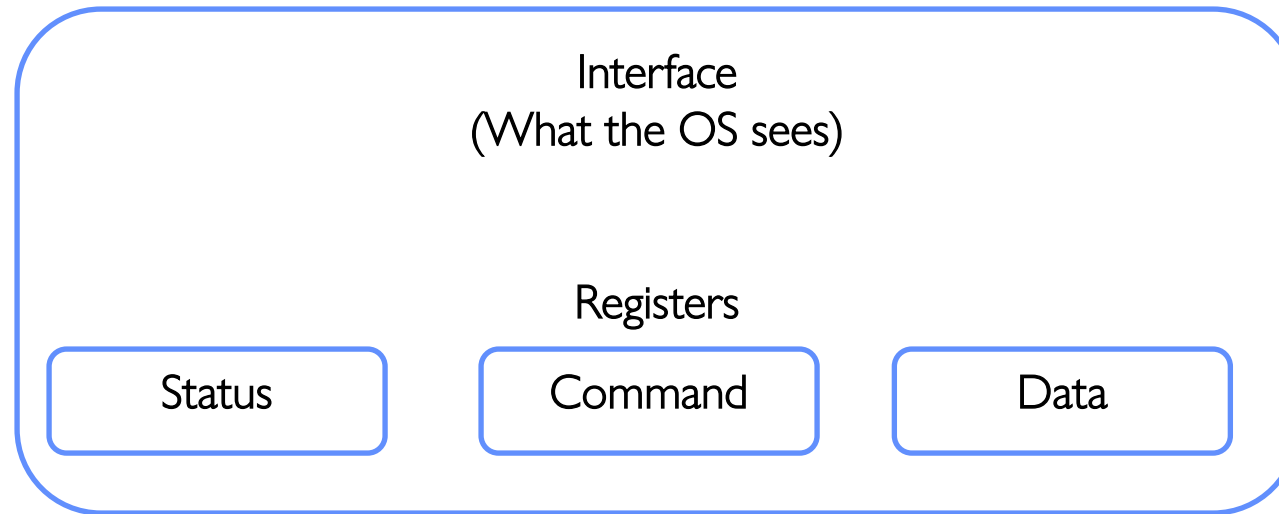 Interface
(What the OS sees)
Registers
Status
Command
Data